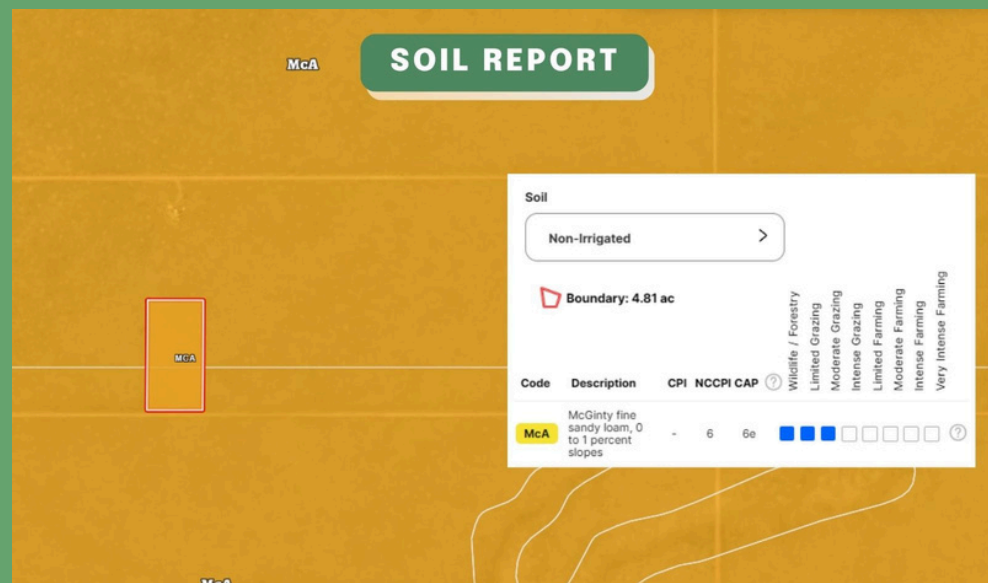 McA
SOIL REPORT
Soil
Non-Irrigated
Boundary: 4.81 ac
Wildlife / Forestry
Limited Grazing
Moderate Grazing
Intense Grazing
Limited Farming
Moderate Farming
Intense Farming
Very Intense Farming
Code Description CPI NCCPI CAP ?
McA McGinty fine
sandy loam, 0
to 1 percent
slopes
- 6 6e ?
MCA
McA